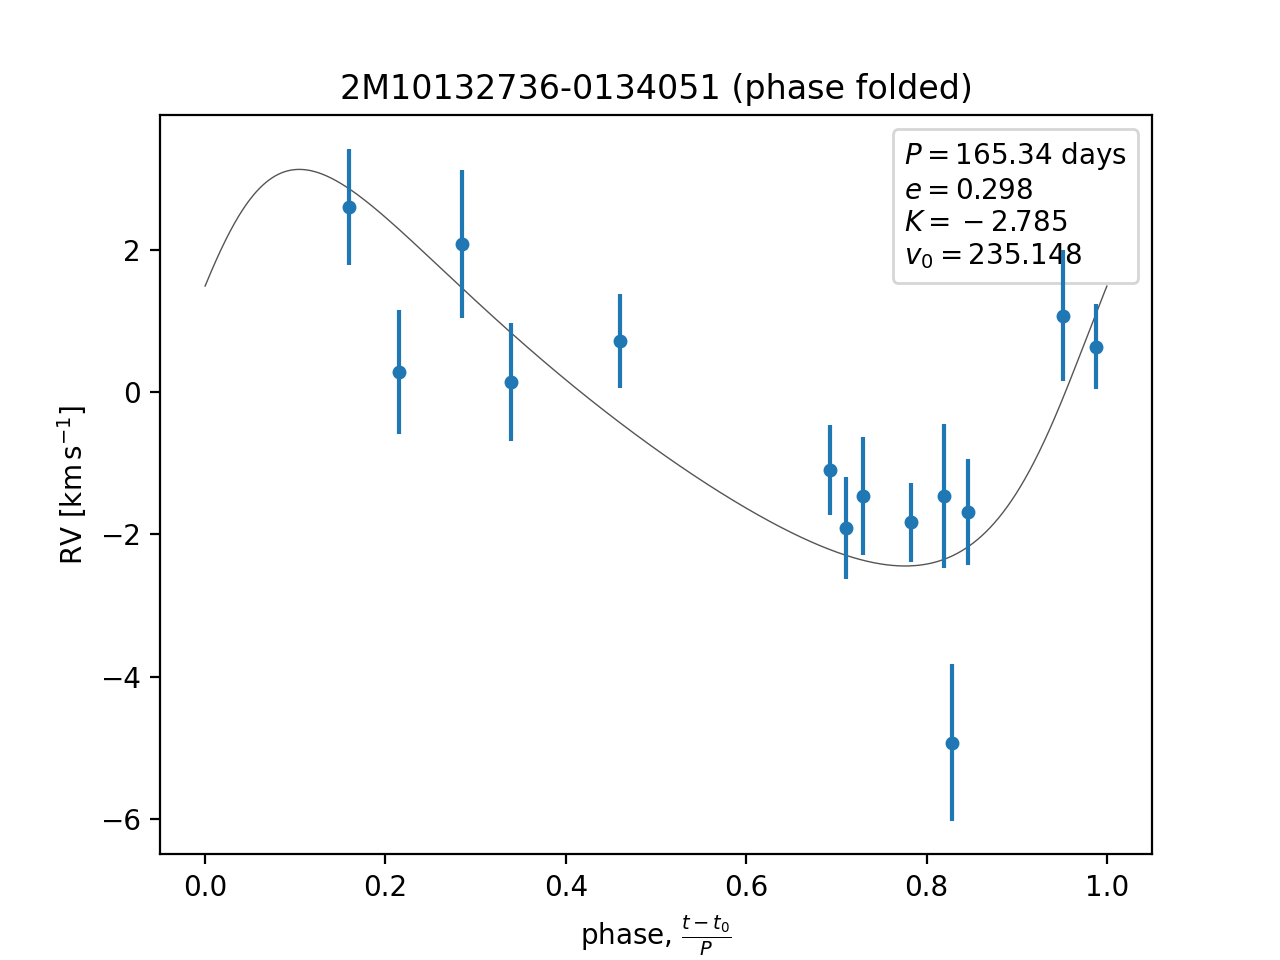 2M10132736-0134051 (phase folded)
P = 165.34 days
e = 0.298
K = −2.785
v₀ = 235.148
RV [km s⁻¹]
2
0
−2
−4
−6
0.0 0.2 0.4 0.6 0.8 1.0
phase, (t − t₀)/P